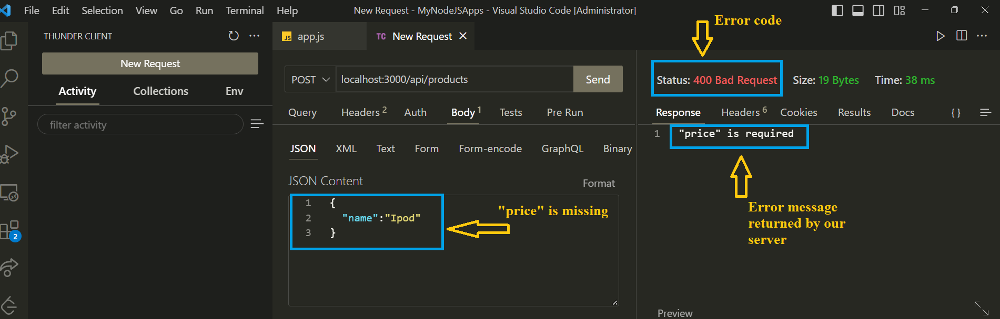 File Edit Selection View Go Run Terminal Help New Request - MyNodeJSApps - Visual Studio Code [Administrator]
Error code
THUNDER CLIENT
JS app.js
TC New Request
New Request
POST localhost:3000/api/products Send
Status: 400 Bad Request Size: 19 Bytes Time: 38 ms
Activity Collections Env
Query Headers 2 Auth Body 1 Tests Pre Run
Response Headers 6 Cookies Results Docs { }
filter activity
1 "price" is required
JSON XML Text Form Form-encode GraphQL Binary
JSON Content Format
1 {
2 "name":"Ipod"
3 }
"price" is missing
Error message
returned by our
server
2
Preview